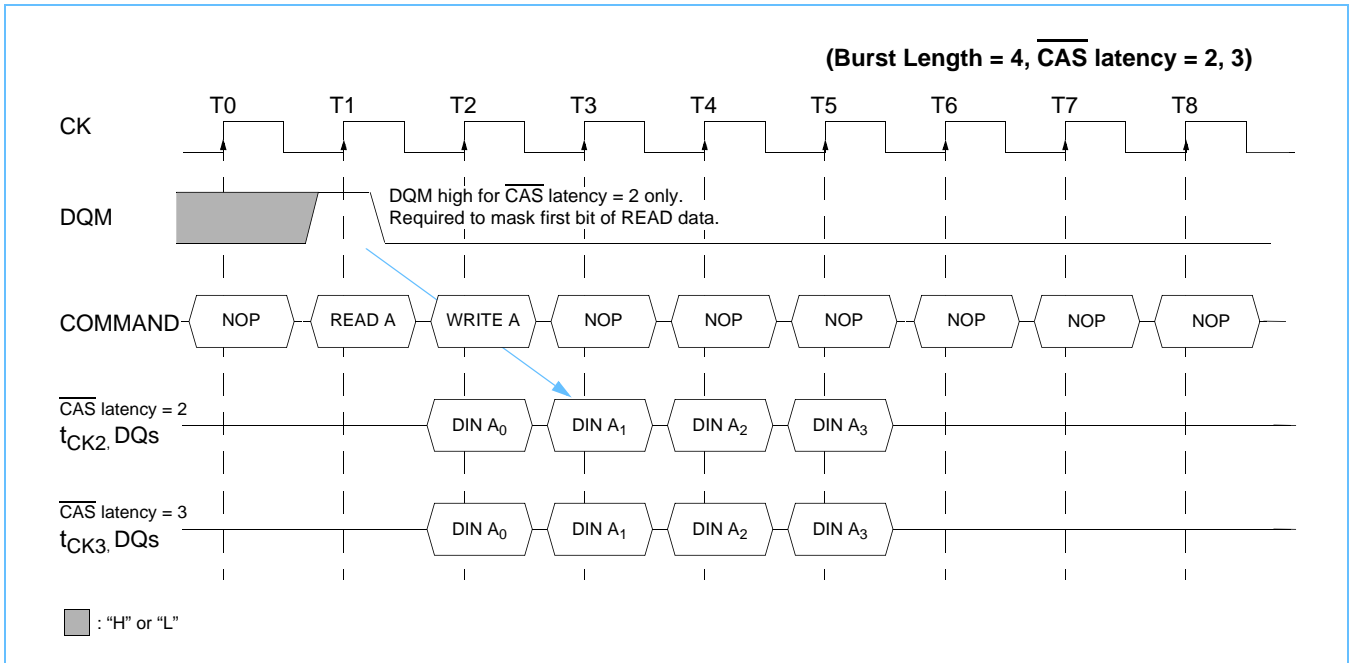 (Burst Length = 4, CAS latency = 2, 3)
T0 T1 T2 T3 T4 T5 T6 T7 T8
CK
DQM
DQM high for CAS latency = 2 only.
Required to mask first bit of READ data.
COMMAND NOP READ A WRITE A NOP NOP NOP NOP NOP NOP
CAS latency = 2
tCK2, DQs DIN A0 DIN A1 DIN A2 DIN A3
CAS latency = 3
tCK3, DQs DIN A0 DIN A1 DIN A2 DIN A3
: “H” or “L”